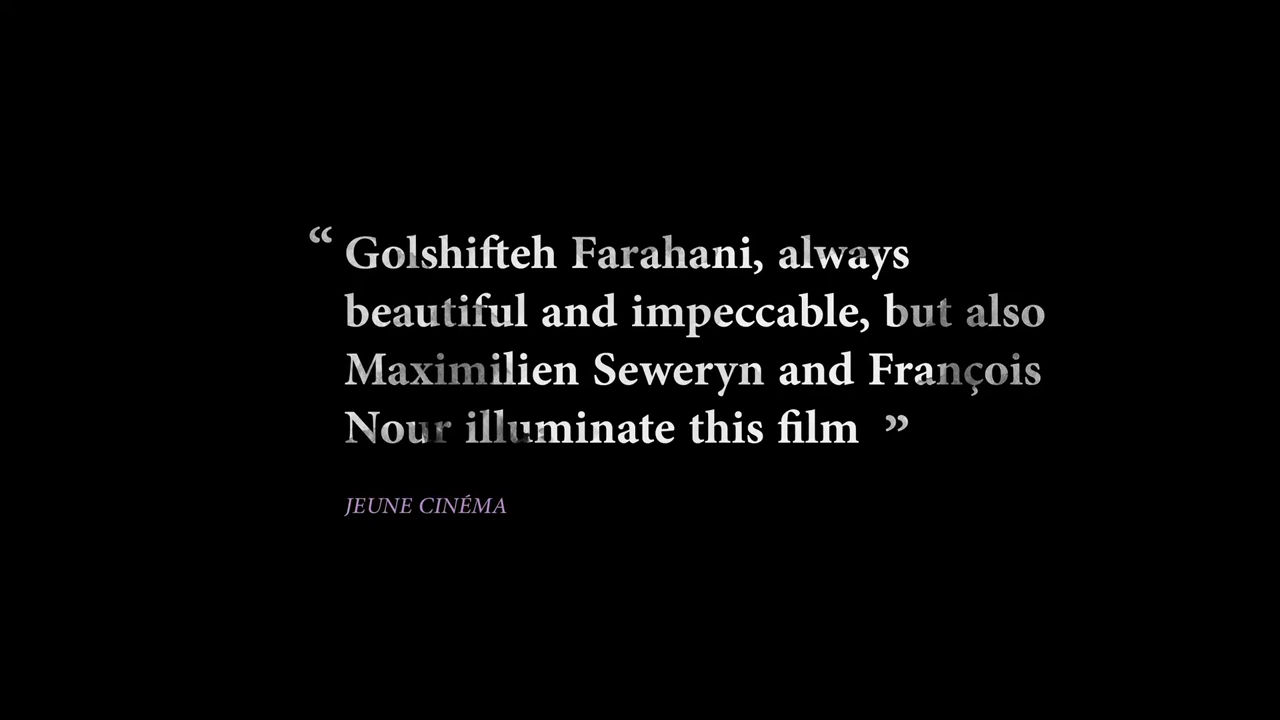 “ Golshifteh Farahani, always
beautiful and impeccable, but also
Maximilien Seweryn and François
Nour illuminate this film ”
JEUNE CINÉMA